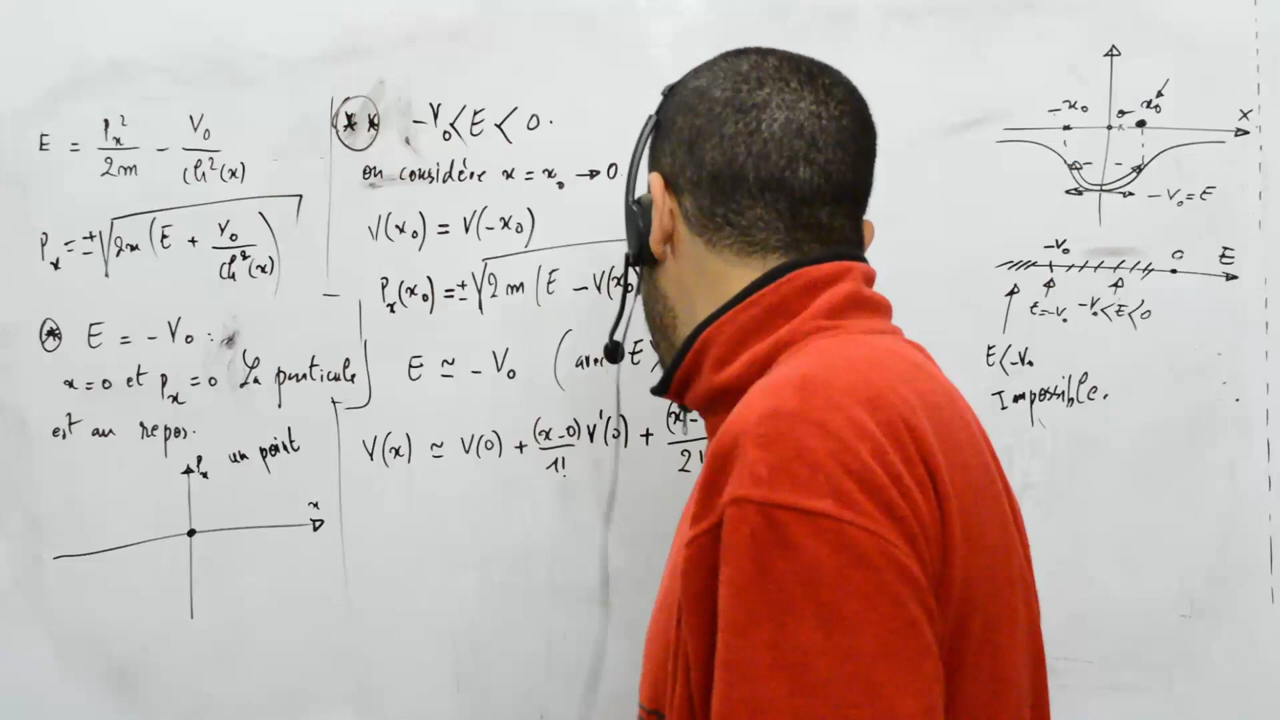 E = Px²/2m - V₀/ch²(x)
Px = ±√(2m(E + V₀/ch²(x)))
* E = -V₀ :
x=0 et Px=0 La particule
est au repos.
un point
Px
x
** -V₀ < E < 0.
on considère x = x₀ → 0
V(x₀) = V(-x₀)
Px(x₀) = ±√(2m(E - V(x₀)
E ≃ -V₀ (avec E >
V(x) ≃ V(0) + (x-0)/1! V'(0) + (x-/2!
-x₀ x₀
X
-V₀=E
-V₀ 0 E
E=-V₀ -V₀<E<0
E<-V₀
Impossible.